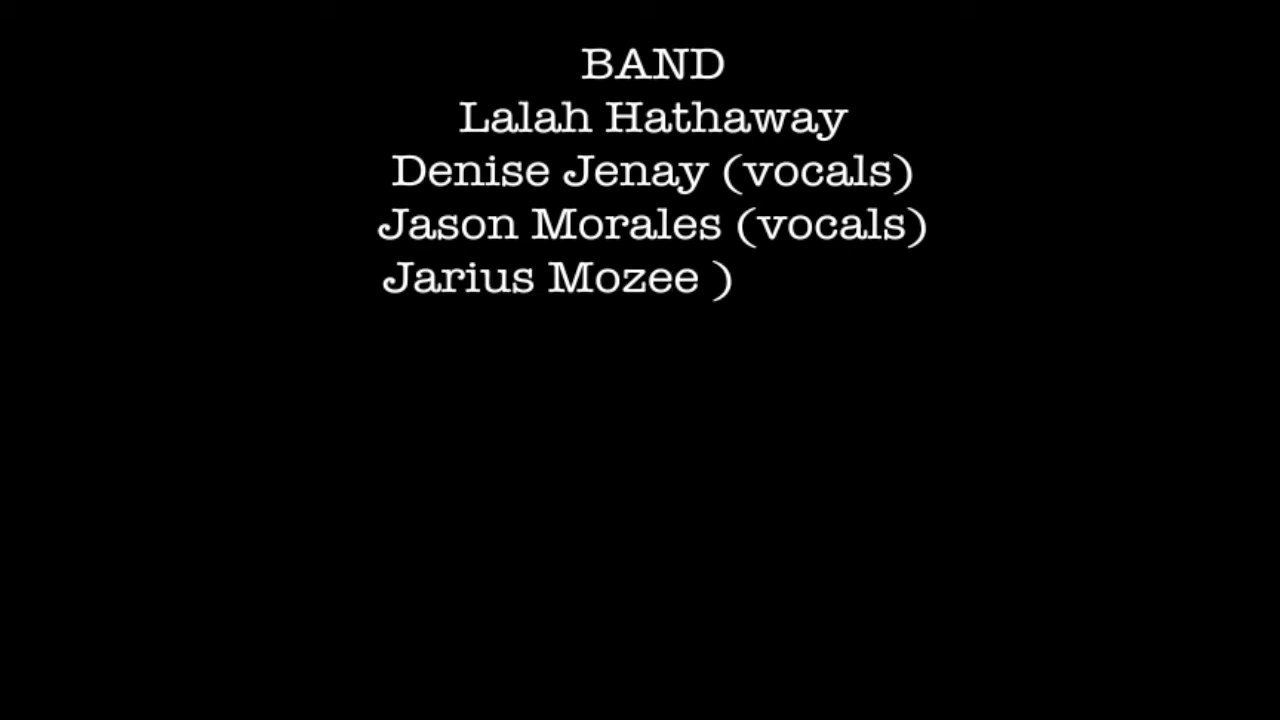 BAND
Lalah Hathaway
Denise Jenay (vocals)
Jason Morales (vocals)
Jarius Mozee )